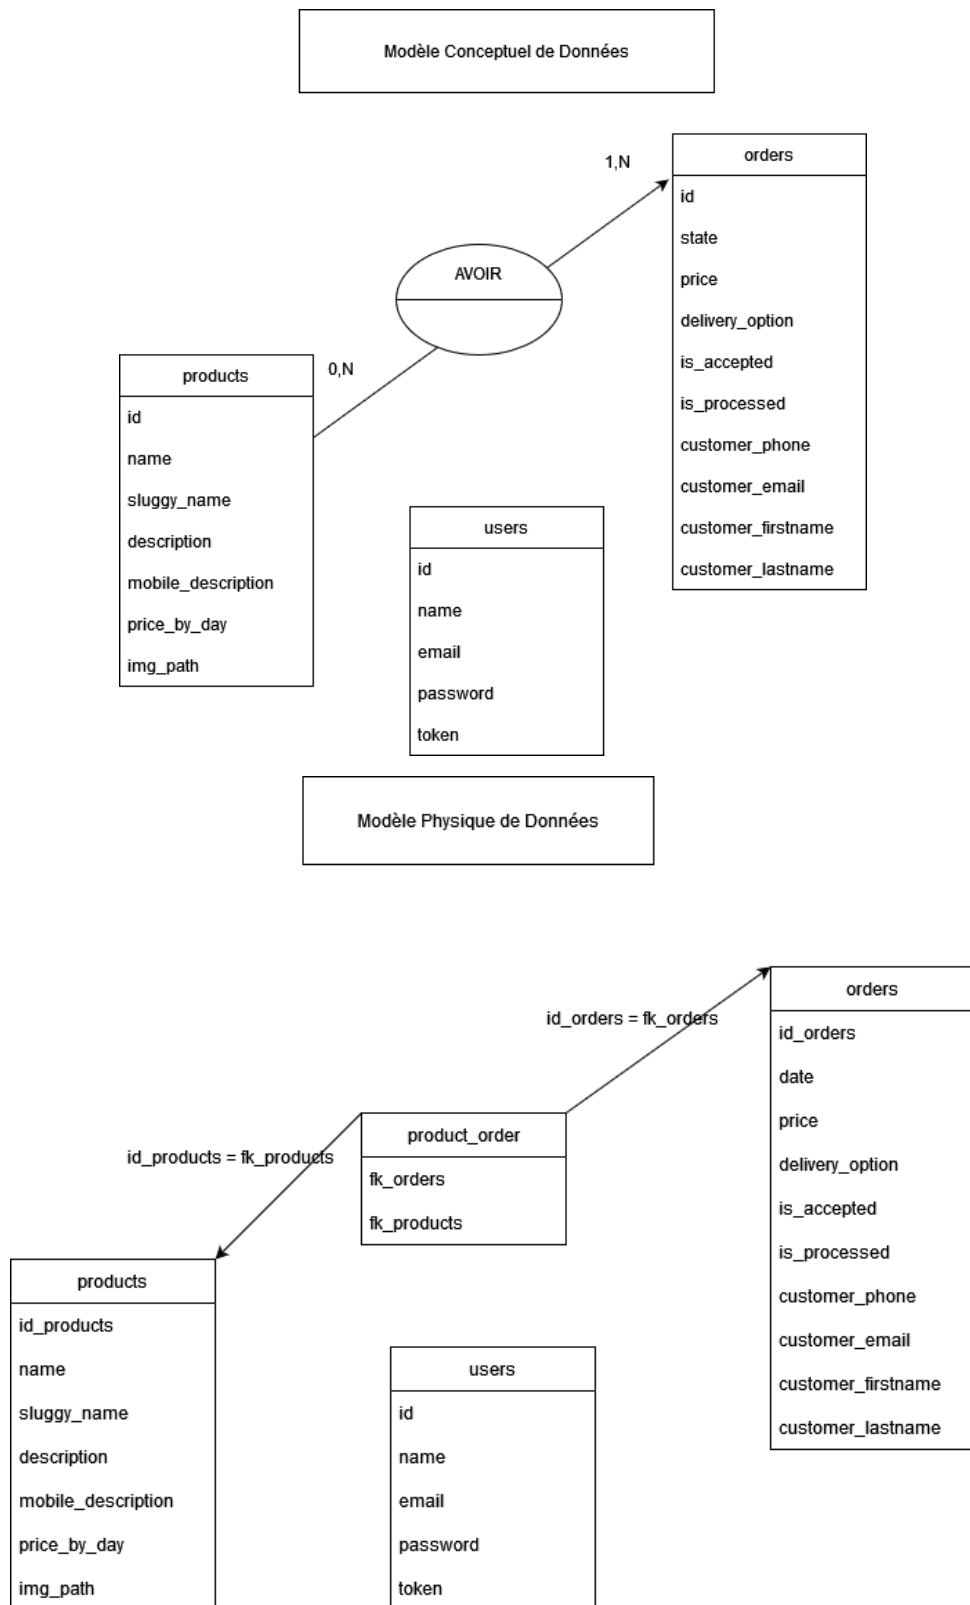 Modèle Conceptuel de Données
1,N
orders
id
state
price
delivery_option
is_accepted
is_processed
customer_phone
customer_email
customer_firstname
customer_lastname
AVOIR
0,N
products
id
name
sluggy_name
description
mobile_description
price_by_day
img_path
users
id
name
email
password
token
Modèle Physique de Données
id_orders = fk_orders
orders
id_orders
date
price
delivery_option
is_accepted
is_processed
customer_phone
customer_email
customer_firstname
customer_lastname
product_order
fk_orders
fk_products
id_products = fk_products
products
id_products
name
sluggy_name
description
mobile_description
price_by_day
img_path
users
id
name
email
password
token